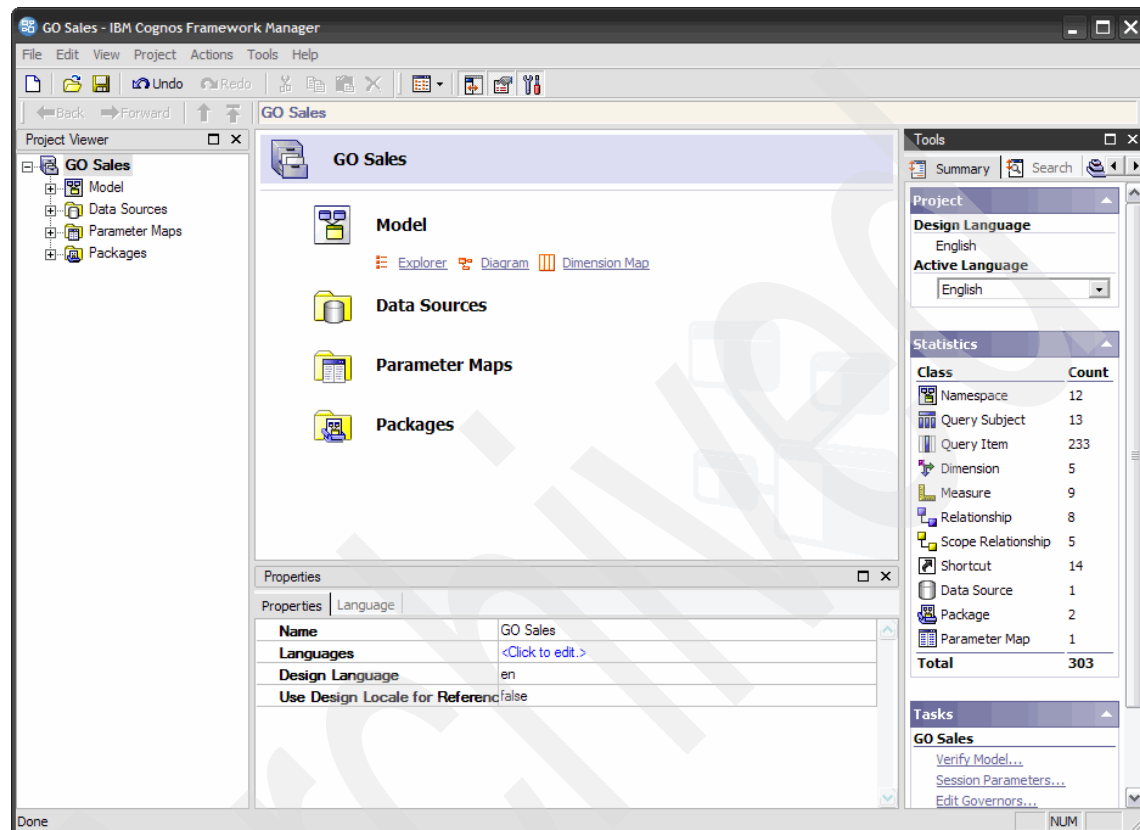 GO Sales - IBM Cognos Framework Manager
File Edit View Project Actions Tools Help
Undo Redo
Back Forward GO Sales
Project Viewer
GO Sales
Model
Data Sources
Parameter Maps
Packages
GO Sales
Model
Explorer Diagram Dimension Map
Data Sources
Parameter Maps
Packages
Properties
Properties Language
Name GO Sales
Languages <Click to edit.>
Design Language en
Use Design Locale for Referenc false
Tools
Summary Search
Project
Design Language
English
Active Language
English
Statistics
Class Count
Namespace 12
Query Subject 13
Query Item 233
Dimension 5
Measure 9
Relationship 8
Scope Relationship 5
Shortcut 14
Data Source 1
Package 2
Parameter Map 1
Total 303
Tasks
GO Sales
Verify Model...
Session Parameters...
Edit Governors...
Done NUM
Archived